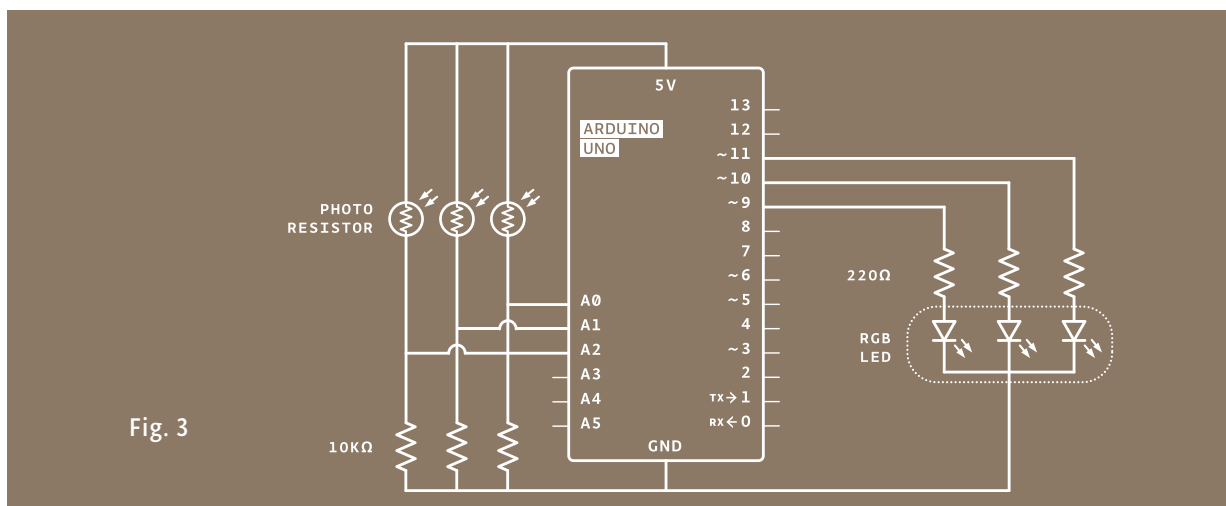 5V
ARDUINO
UNO
13
12
~11
~10
~9
8
7
~6
~5
4
~3
2
TX→1
RX←0
PHOTO
RESISTOR
A0
A1
A2
A3
A4
A5
GND
220Ω
RGB
LED
10KΩ
Fig. 3